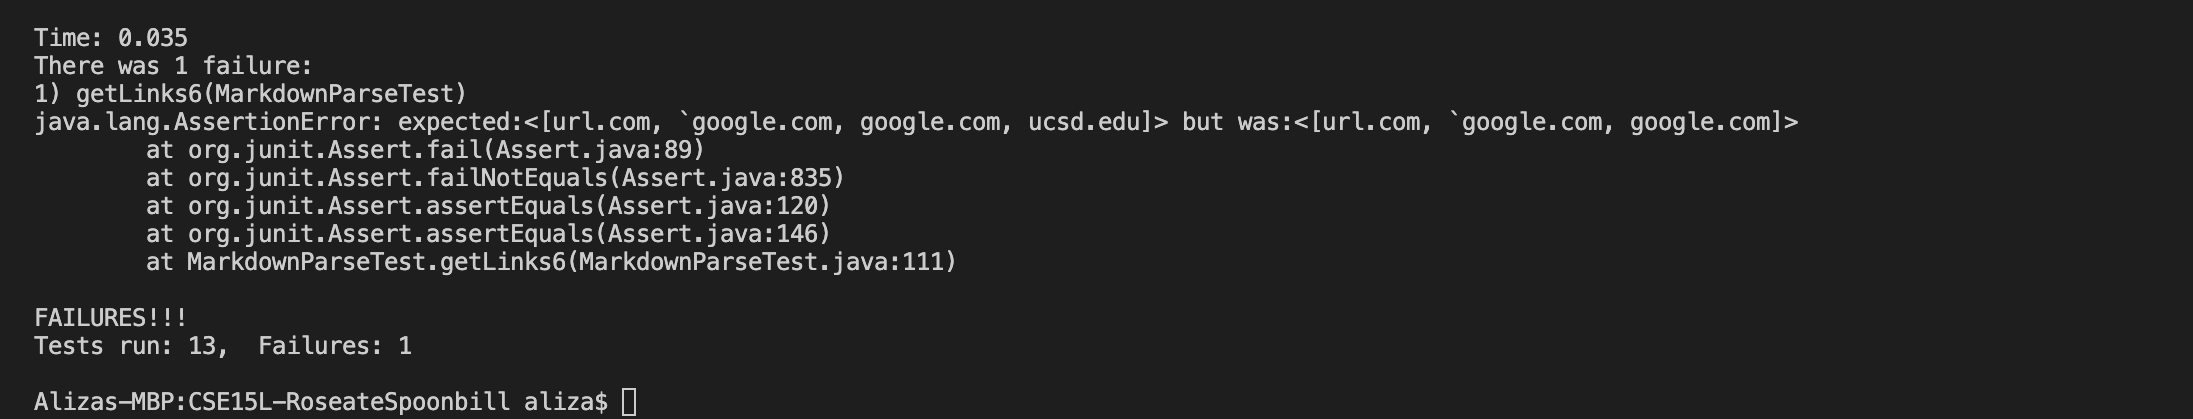 Time: 0.035
There was 1 failure:
1) getLinks6(MarkdownParseTest)
java.lang.AssertionError: expected:<[url.com, `google.com, google.com, ucsd.edu]> but was:<[url.com, `google.com, google.com]>
        at org.junit.Assert.fail(Assert.java:89)
        at org.junit.Assert.failNotEquals(Assert.java:835)
        at org.junit.Assert.assertEquals(Assert.java:120)
        at org.junit.Assert.assertEquals(Assert.java:146)
        at MarkdownParseTest.getLinks6(MarkdownParseTest.java:111)
FAILURES!!!
Tests run: 13,  Failures: 1
Alizas-MBP:CSE15L-RoseateSpoonbill aliza$